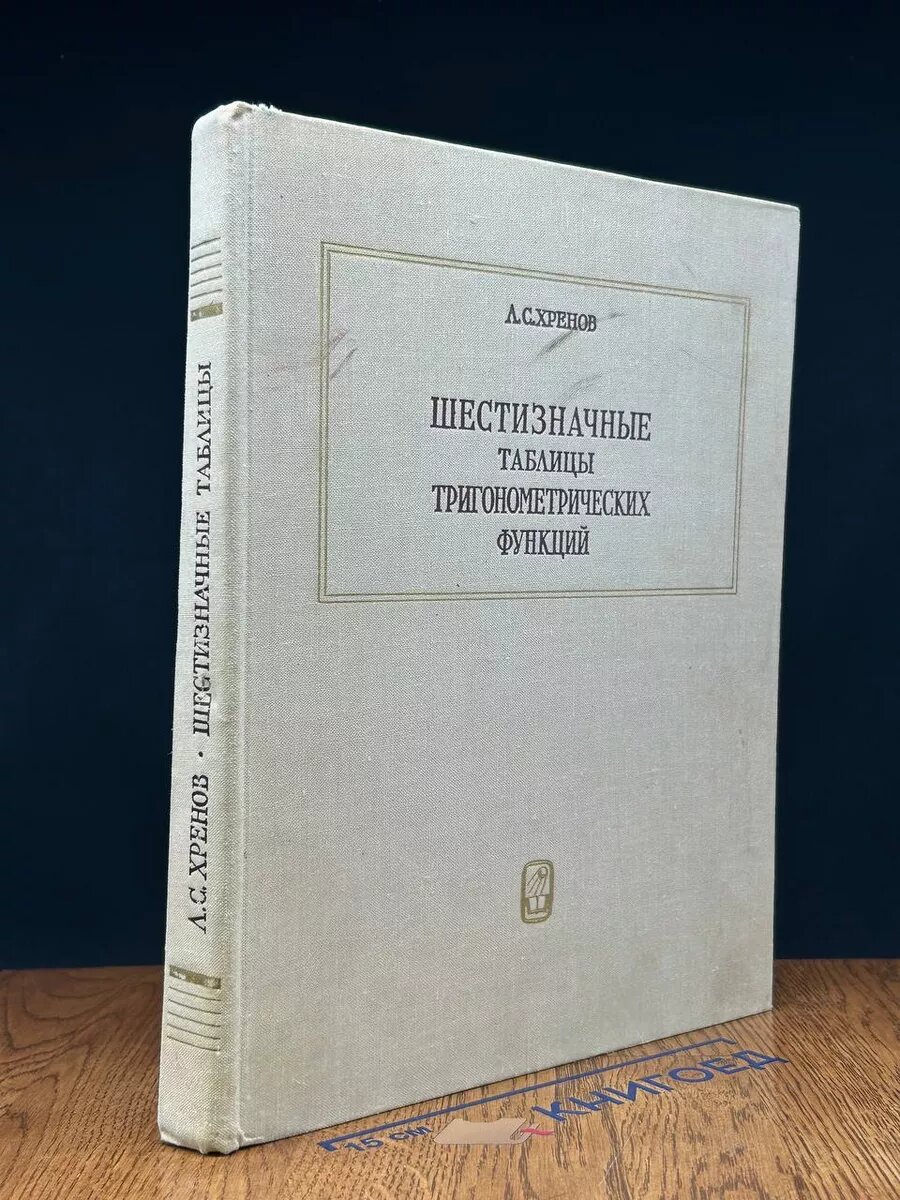 Л.С.ХРЕНОВ
ШЕСТИЗНАЧНЫЕ
ТАБЛИЦЫ
ТРИГОНОМЕТРИЧЕСКИХ
ФУНКЦИЙ
Л.С. ХРЕНОВ · ШЕСТИЗНАЧНЫЕ ТАБЛИЦЫ
15 см
КНИГОЕД